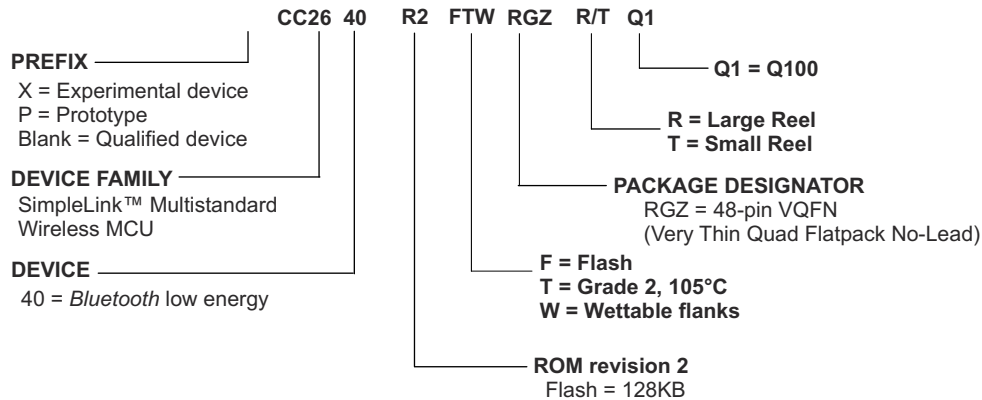 CC26 40 R2 FTW RGZ R/T Q1
PREFIX
X = Experimental device
P = Prototype
Blank = Qualified device
DEVICE FAMILY
SimpleLink™ Multistandard
Wireless MCU
DEVICE
40 = Bluetooth low energy
Q1 = Q100
R = Large Reel
T = Small Reel
PACKAGE DESIGNATOR
RGZ = 48-pin VQFN
(Very Thin Quad Flatpack No-Lead)
F = Flash
T = Grade 2, 105°C
W = Wettable flanks
ROM revision 2
Flash = 128KB